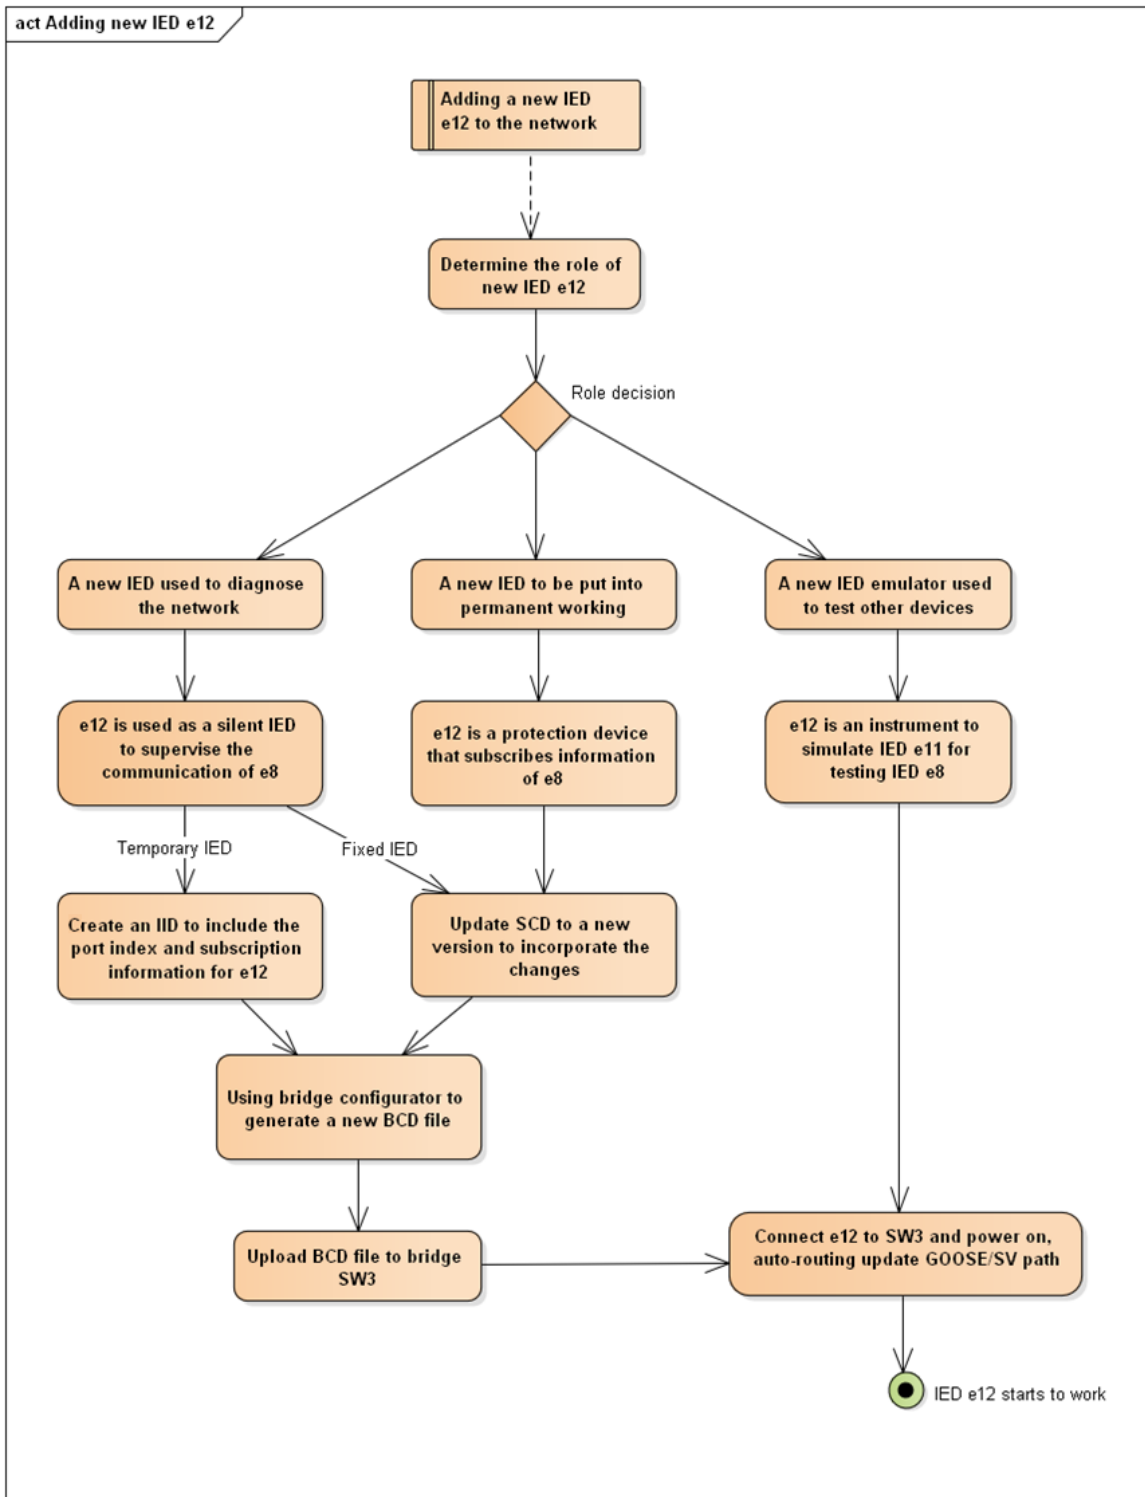 act Adding new IED e12
Adding a new IED
e12 to the network
Determine the role of
new IED e12
Role decision
A new IED used to diagnose
the network
A new IED to be put into
permanent working
A new IED emulator used
to test other devices
e12 is used as a silent IED
to supervise the
communication of e8
e12 is a protection device
that subscribes information
of e8
e12 is an instrument to
simulate IED e11 for
testing IED e8
Temporary IED
Fixed IED
Create an IID to include the
port index and subscription
information for e12
Update SCD to a new
version to incorporate the
changes
Using bridge configurator to
generate a new BCD file
Upload BCD file to bridge
SW3
Connect e12 to SW3 and power on,
auto-routing update GOOSE/SV path
IED e12 starts to work